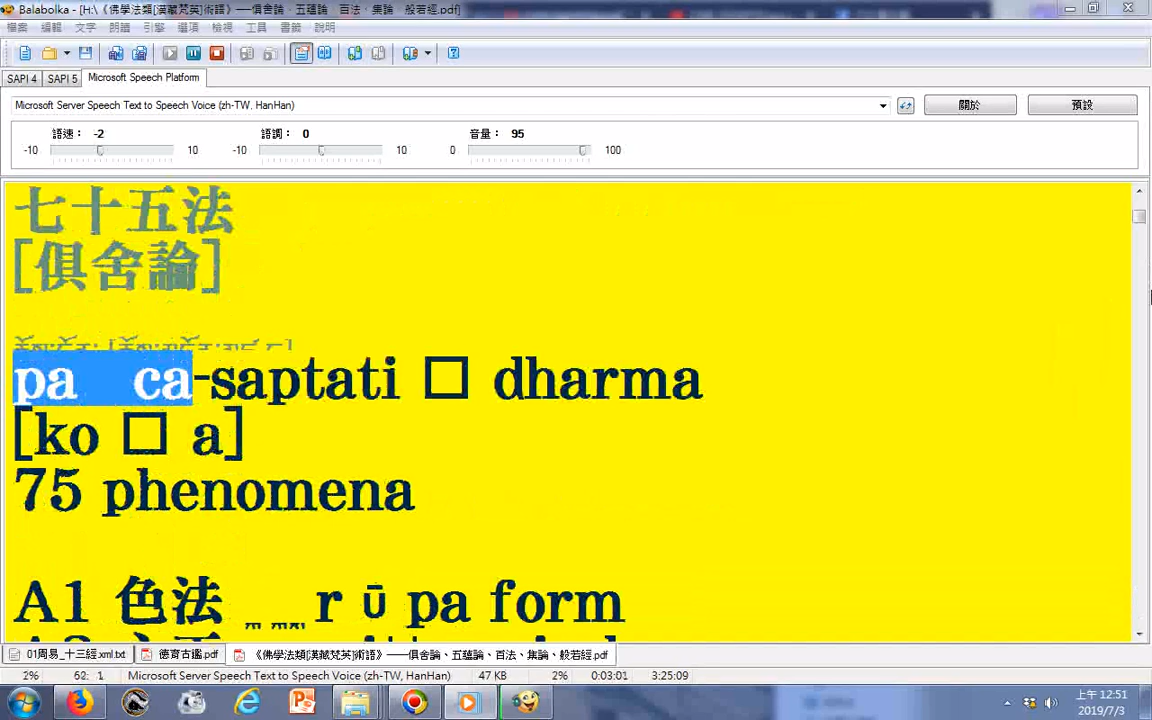 Balabolka - [H:\《佛學法類[漢藏梵英]術語》──俱舍論﹑五蘊論﹑百法﹑集論﹑般若經.pdf]
檔案 編輯 文字 朗讀 引擎 選項 檢視 工具 書籤 說明
SAPI 4 SAPI 5 Microsoft Speech Platform
Microsoft Server Speech Text to Speech Voice (zh-TW, HanHan) 關於 預設
語速： -2 語調： 0 音量： 95
-10 10 -10 10 0 100
七十五法
[俱舍論]
pa ca-saptati □ dharma
[ko □ a]
75 phenomena
A1 色法 r ū pa form
01周易_十三經.xml.txt 德育古鑑.pdf 《佛學法類[漢藏梵英]術語》──俱舍論、五蘊論、百法、集論、般若經.pdf
2% 62: 1 Microsoft Server Speech Text to Speech Voice (zh-TW, HanHan) 47 KB 2% 0:03:01 3:25:09
上午 12:51
2019/7/3